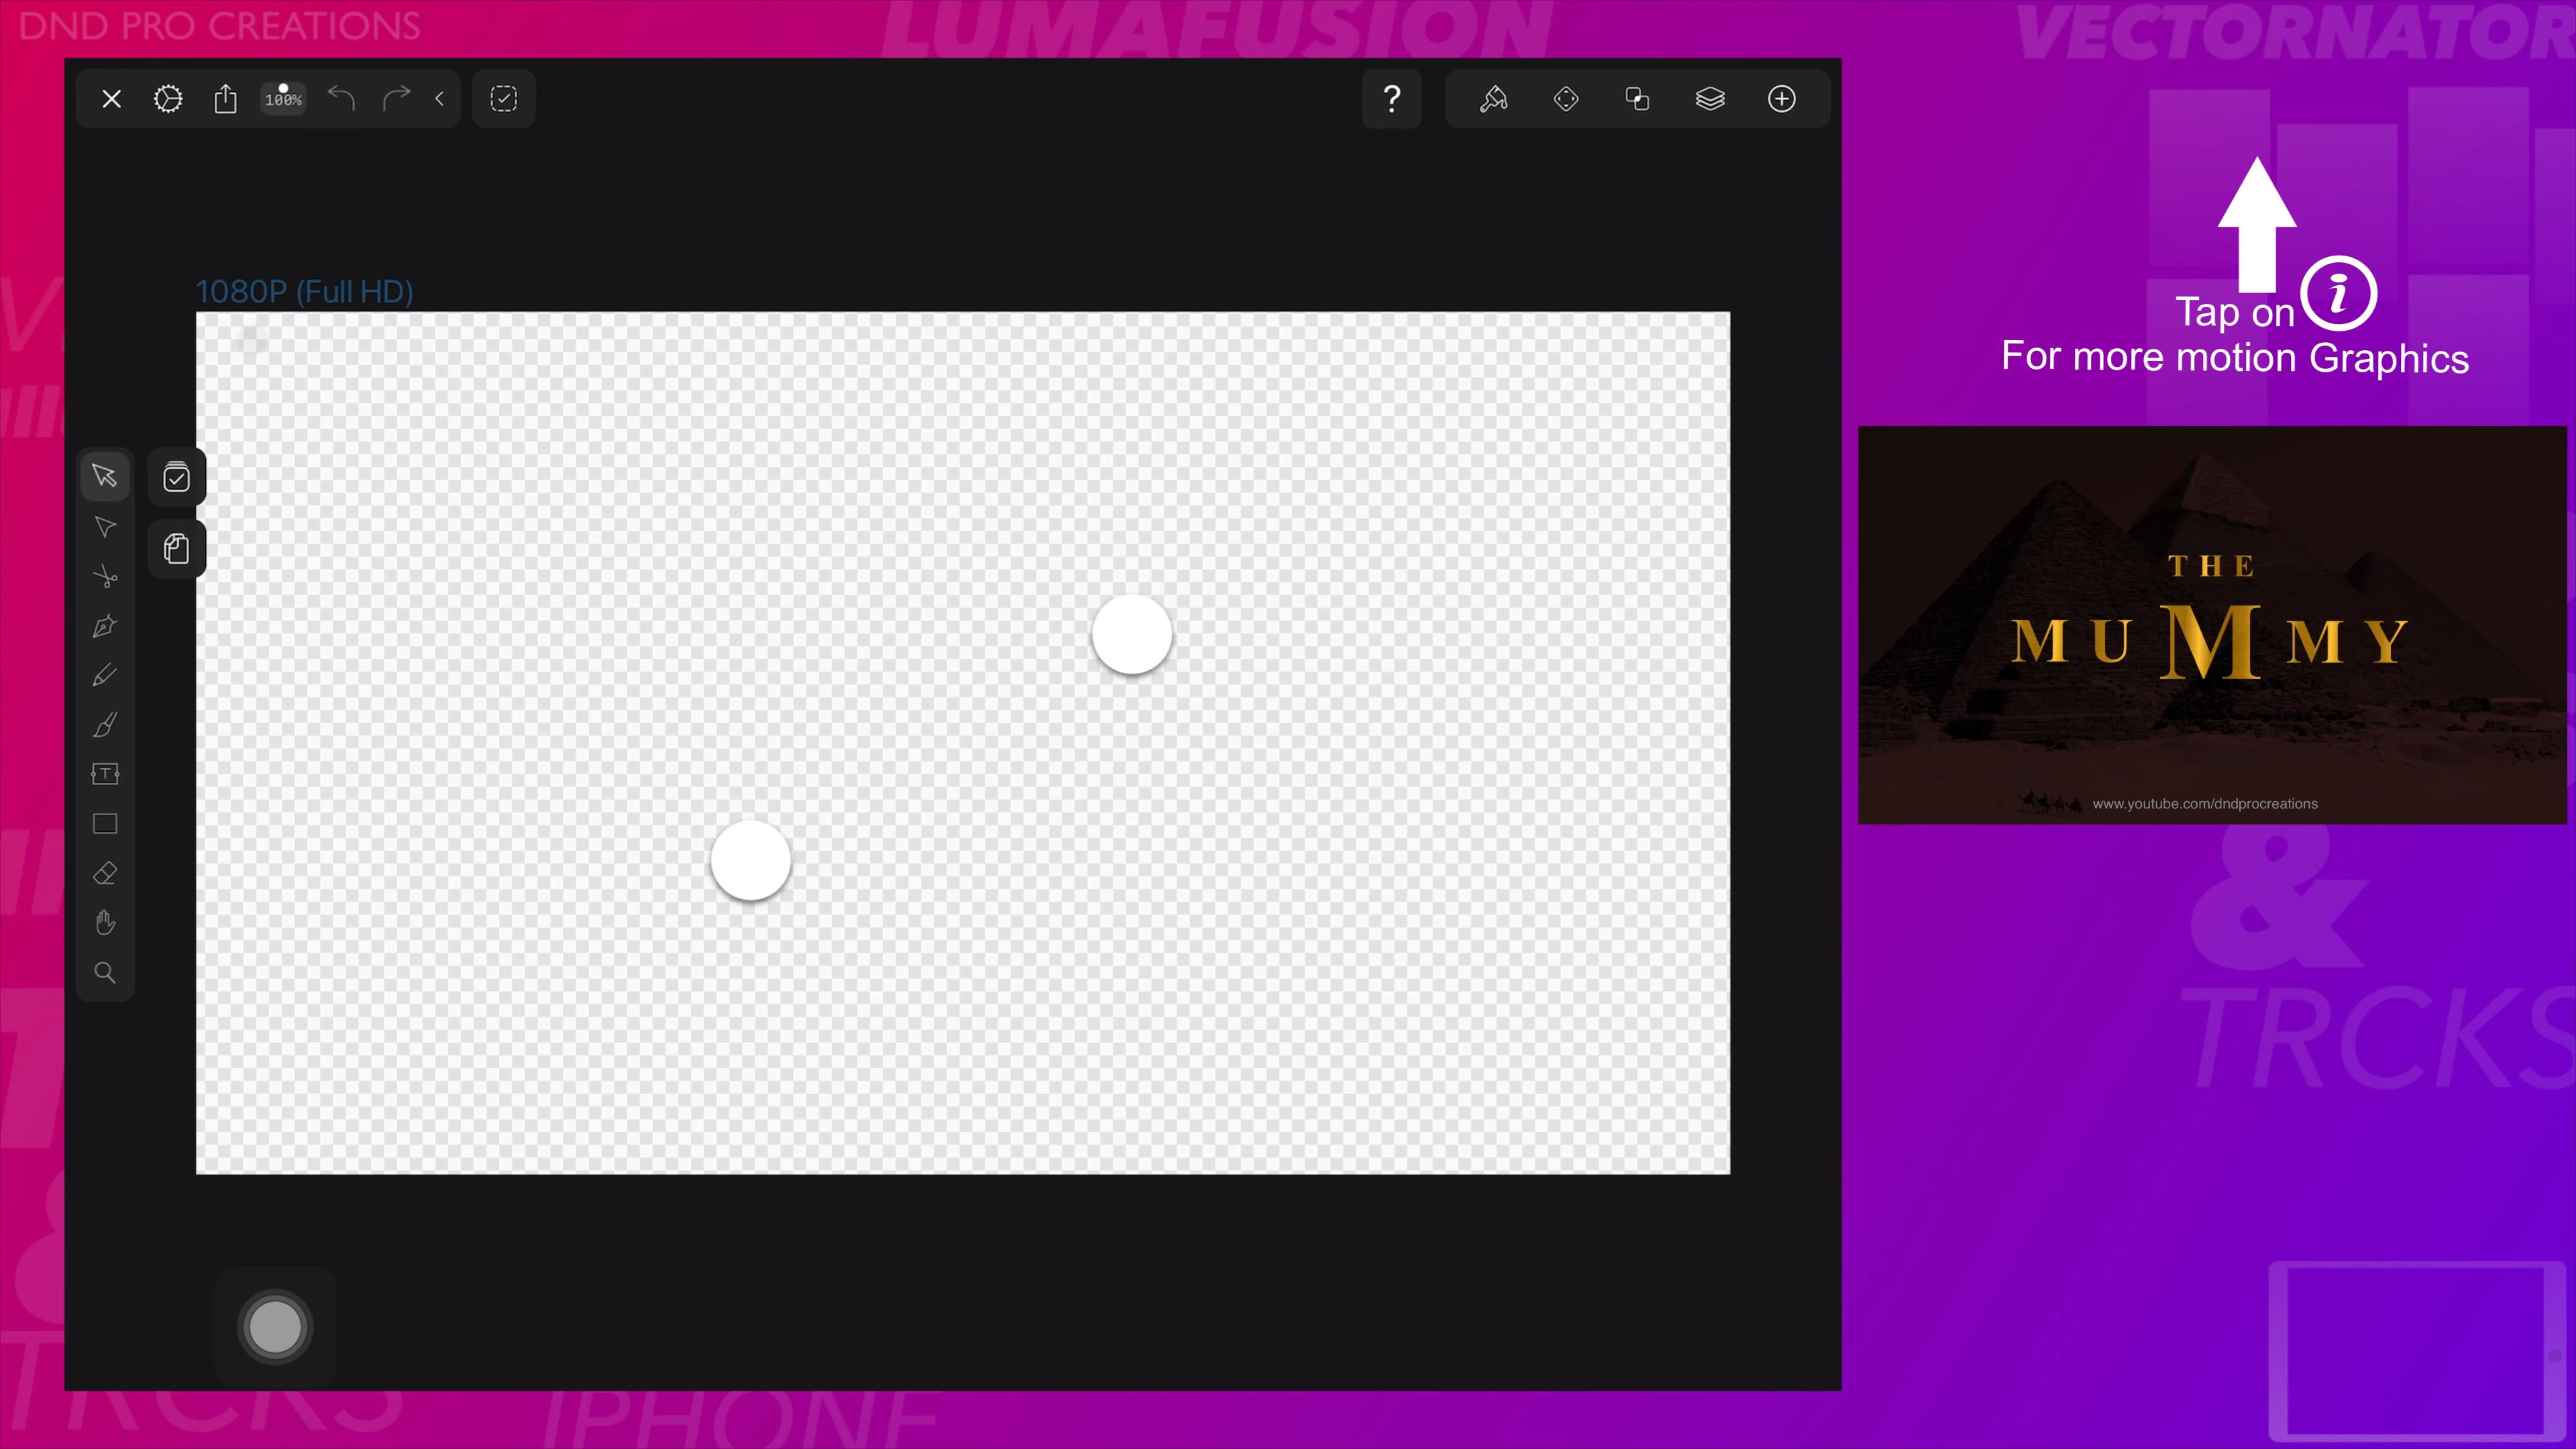 DND PRO CREATIONS
LUMAFUSION
VECTORNATOR
100%
?
1080P (Full HD)
Tap on i
For more motion Graphics
T
THE
MUMMY
www.youtube.com/dndprocreations
&
TRCKS
TRCKS
IPHONE